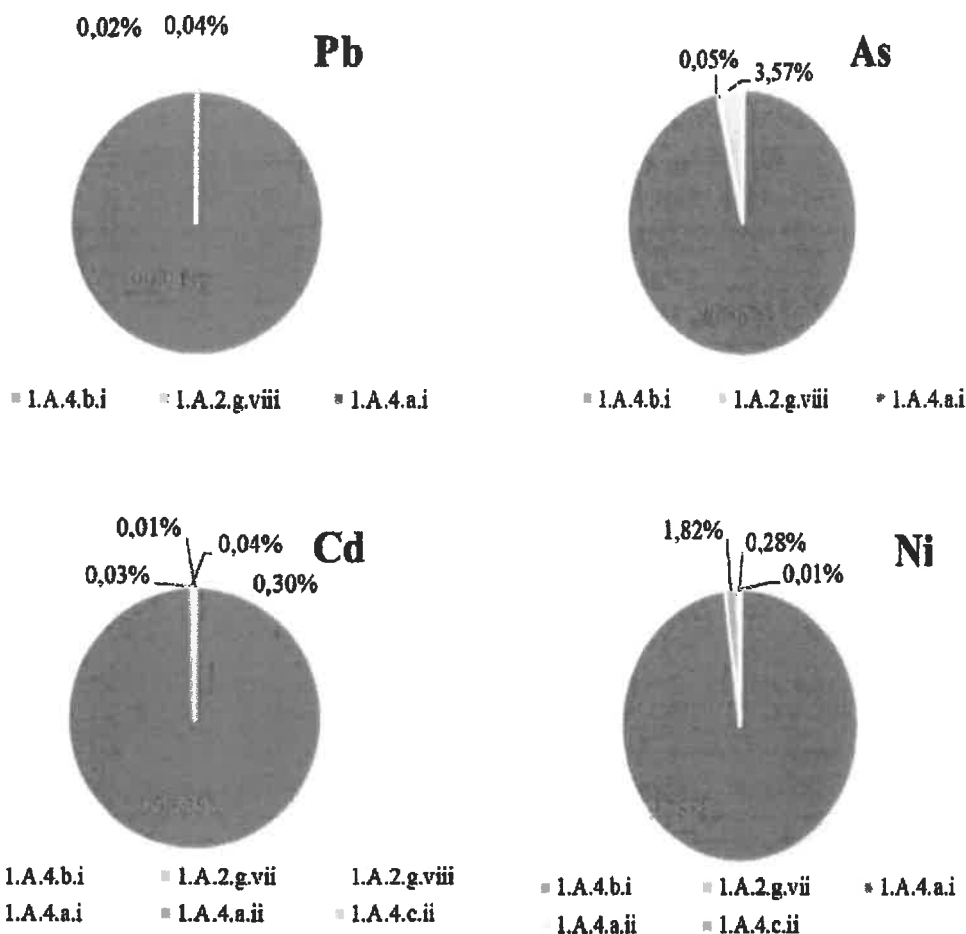 0,02% 0,04%
Pb
0,05%
3,57%
As
1.A.4.b.i 1.A.2.g.viii 1.A.4.a.i
1.A.4.b.i 1.A.2.g.viii 1.A.4.a.i
0,01%
0,04%
0,03%
0,30%
Cd
1,82%
0,28%
0,01%
Ni
1.A.4.b.i 1.A.2.g.vii 1.A.2.g.viii
1.A.4.a.i 1.A.4.a.ii 1.A.4.c.ii
1.A.4.b.i 1.A.2.g.vii 1.A.4.a.i
1.A.4.a.ii 1.A.4.c.ii